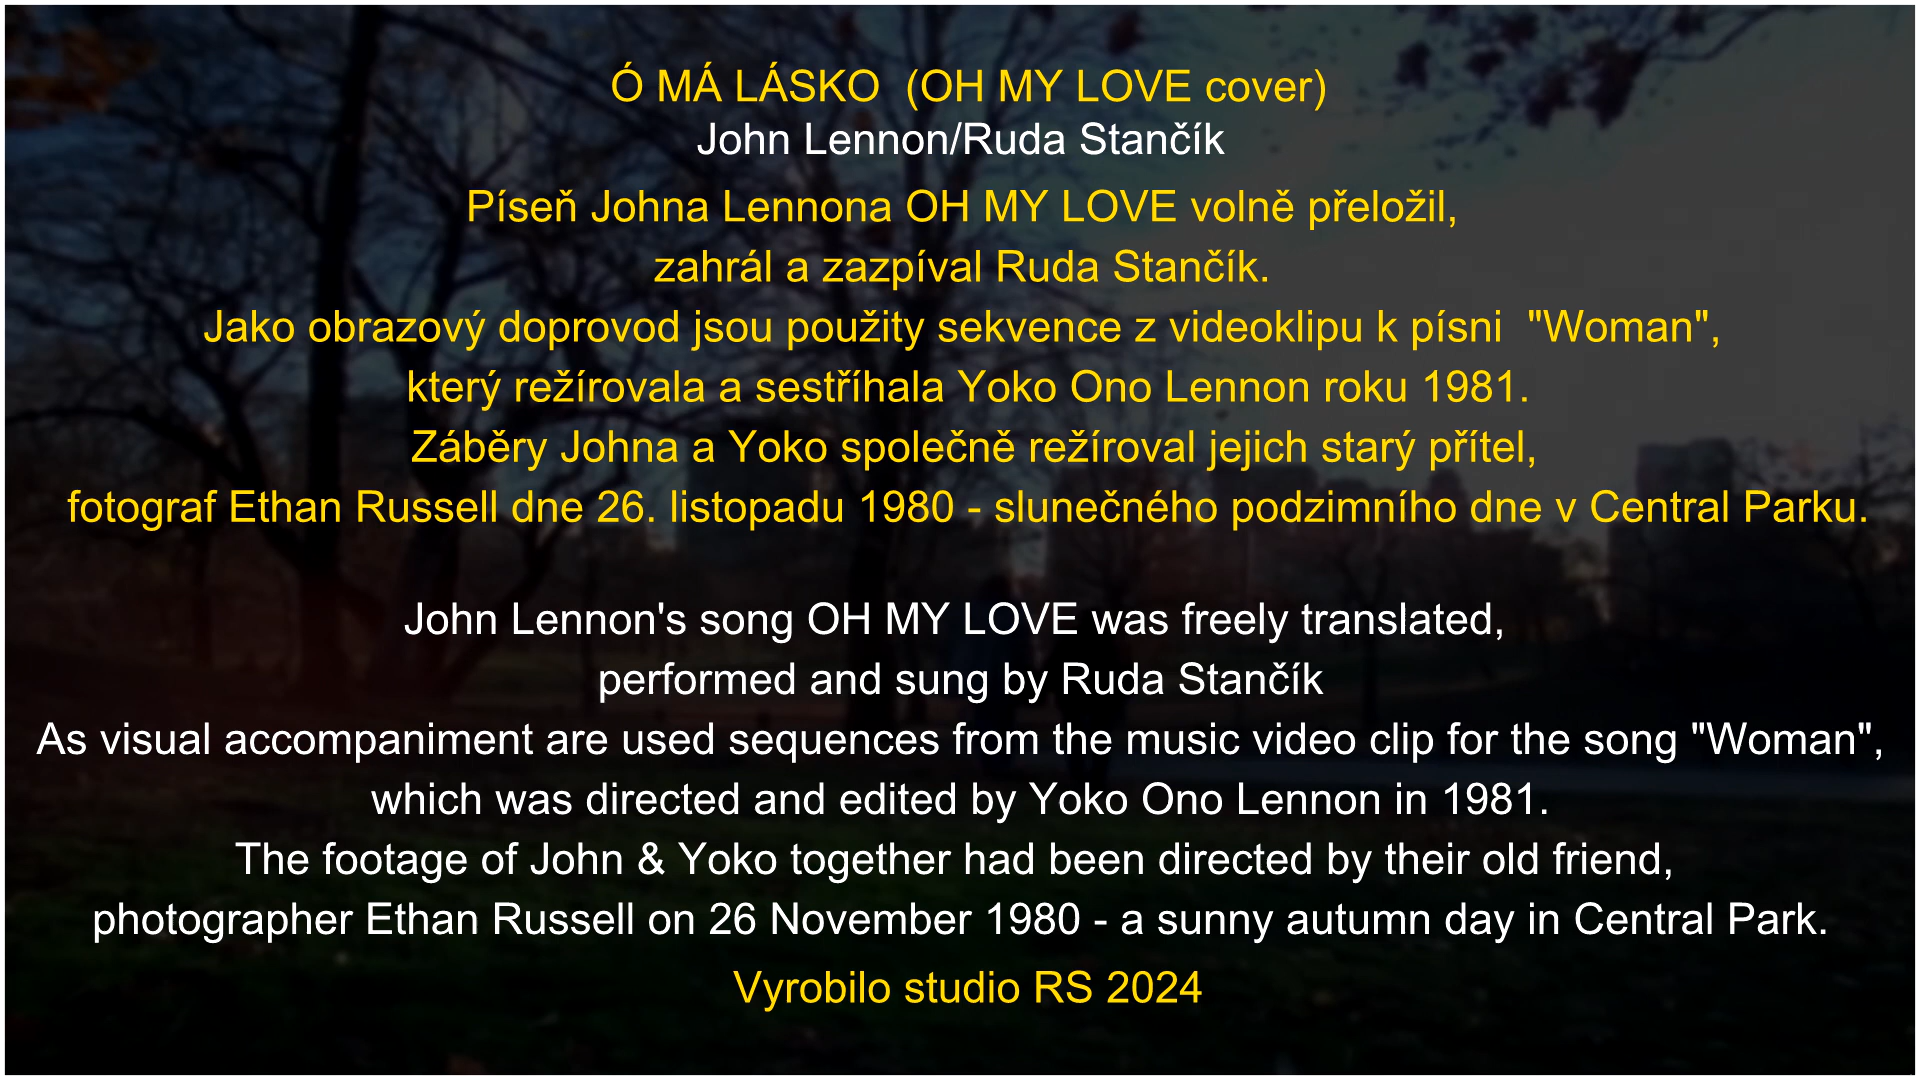 Ó MÁ LÁSKO (OH MY LOVE cover)
John Lennon/Ruda Stančík
Píseň Johna Lennona OH MY LOVE volně přeložil,
zahrál a zazpíval Ruda Stančík.
Jako obrazový doprovod jsou použity sekvence z videoklipu k písni "Woman",
který režírovala a sestříhala Yoko Ono Lennon roku 1981.
Záběry Johna a Yoko společně režíroval jejich starý přítel,
fotograf Ethan Russell dne 26. listopadu 1980 - slunečného podzimního dne v Central Parku.
John Lennon's song OH MY LOVE was freely translated,
performed and sung by Ruda Stančík
As visual accompaniment are used sequences from the music video clip for the song "Woman",
which was directed and edited by Yoko Ono Lennon in 1981.
The footage of John & Yoko together had been directed by their old friend,
photographer Ethan Russell on 26 November 1980 - a sunny autumn day in Central Park.
Vyrobilo studio RS 2024